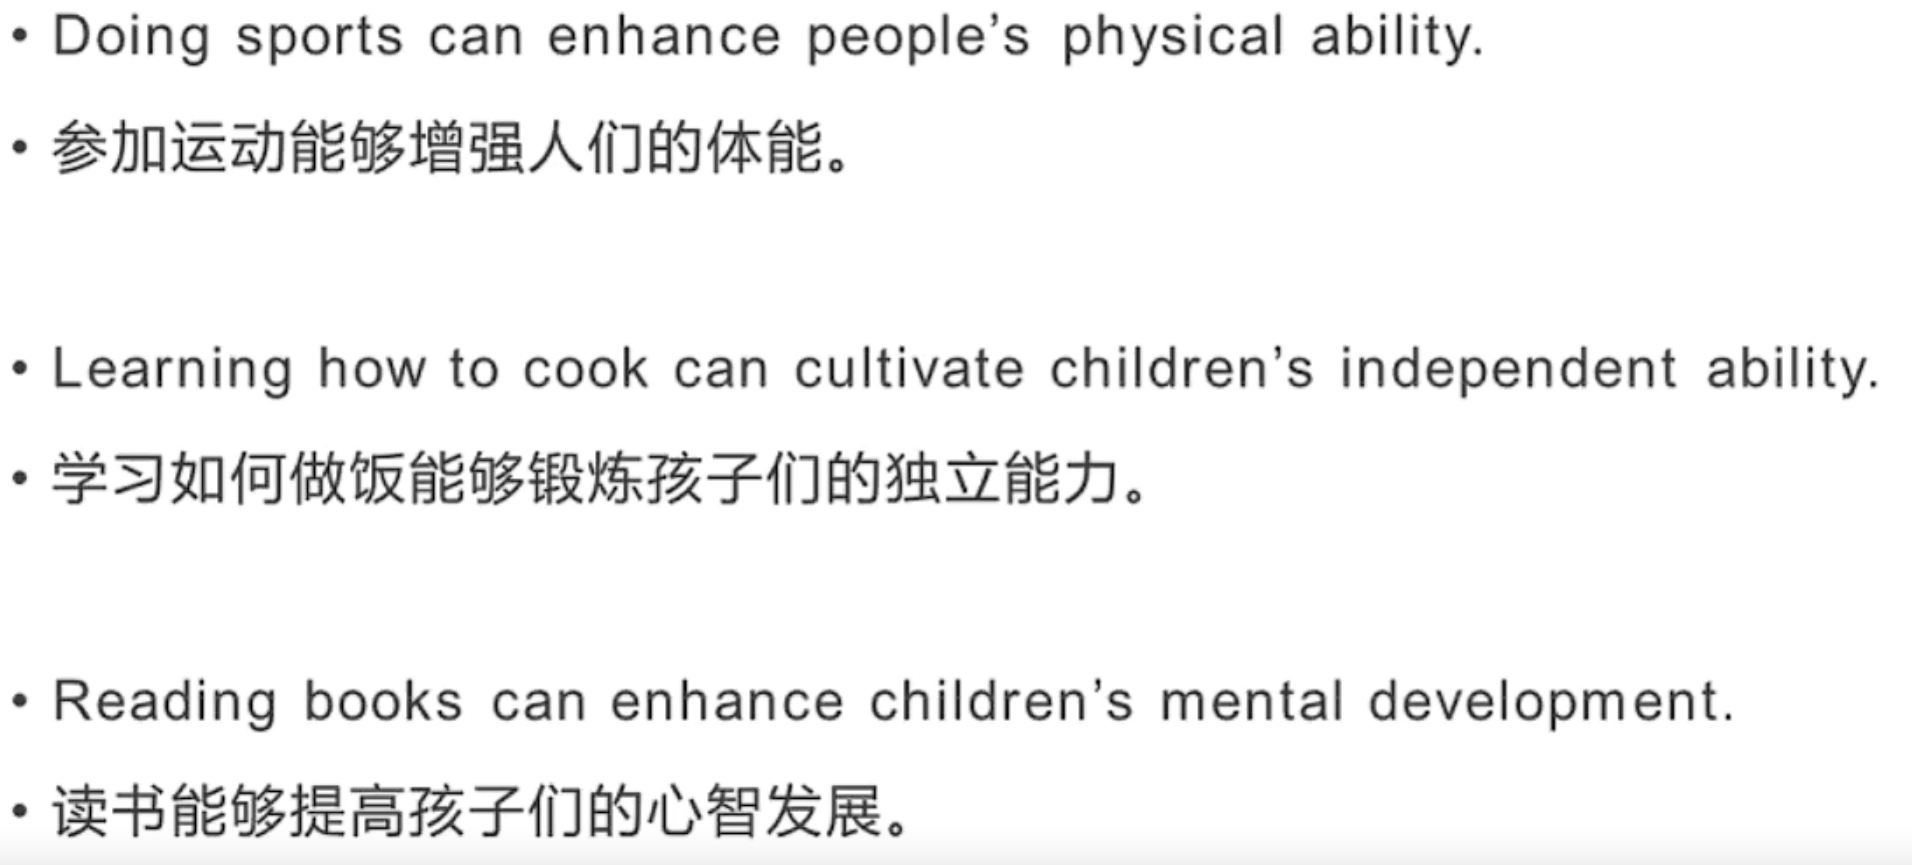 • Doing sports can enhance people’s physical ability.
• 参加运动能够增强人们的体能。
• Learning how to cook can cultivate children’s independent ability.
• 学习如何做饭能够锻炼孩子们的独立能力。
• Reading books can enhance children’s mental development.
• 读书能够提高孩子们的心智发展。